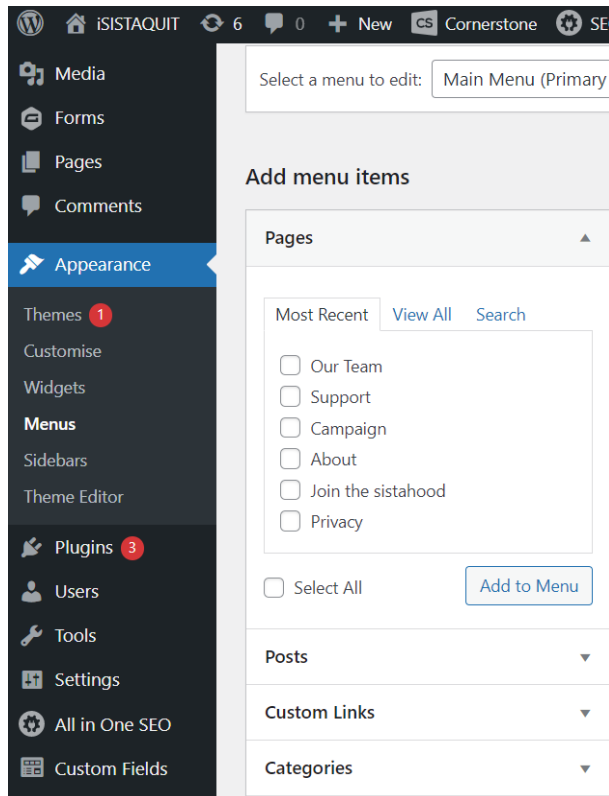 iSISTAQUIT 6 0 New CS Cornerstone
Media
Forms
Pages
Comments
Appearance
Themes 1
Customise
Widgets
Menus
Sidebars
Theme Editor
Plugins 3
Users
Tools
Settings
All in One SEO
Custom Fields
Select a menu to edit: Main Menu (Primary
Add menu items
Pages
Most Recent View All Search
Our Team
Support
Campaign
About
Join the sistahood
Privacy
Select All Add to Menu
Posts
Custom Links
Categories